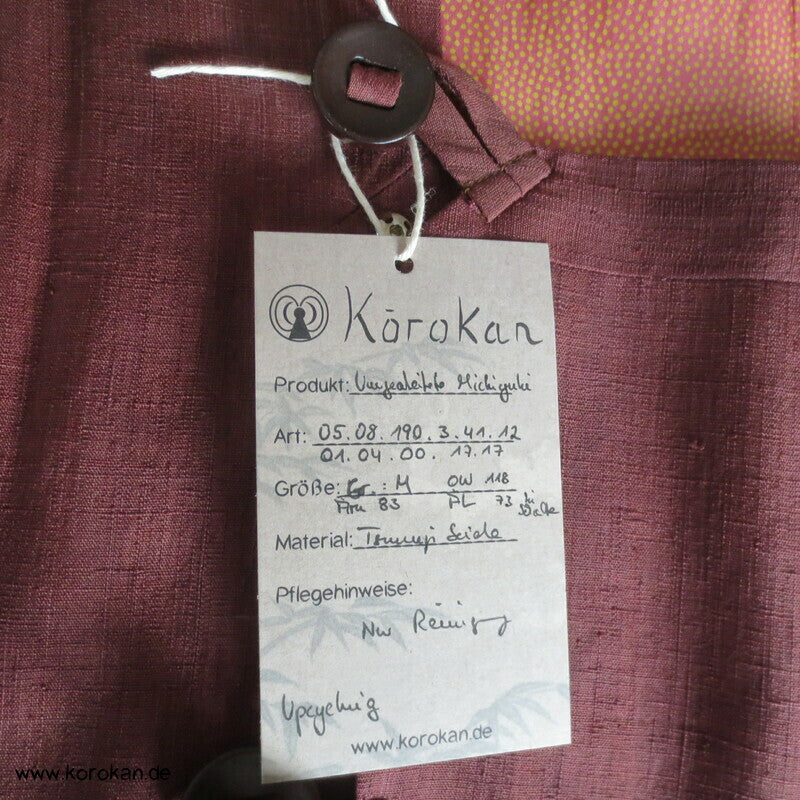 Kōrokan
Produkt: Umgearbeitete Michiyuki
Art: 05.08.190.3.41.12
01.04.00.17.17
Größe: Gr.: M OW 118
Arm 83 RL 73
Material: Tsumugi Seide
Pflegehinweise:
Nur Reinigung
Upcycling
www.korokan.de
www.korokan.de